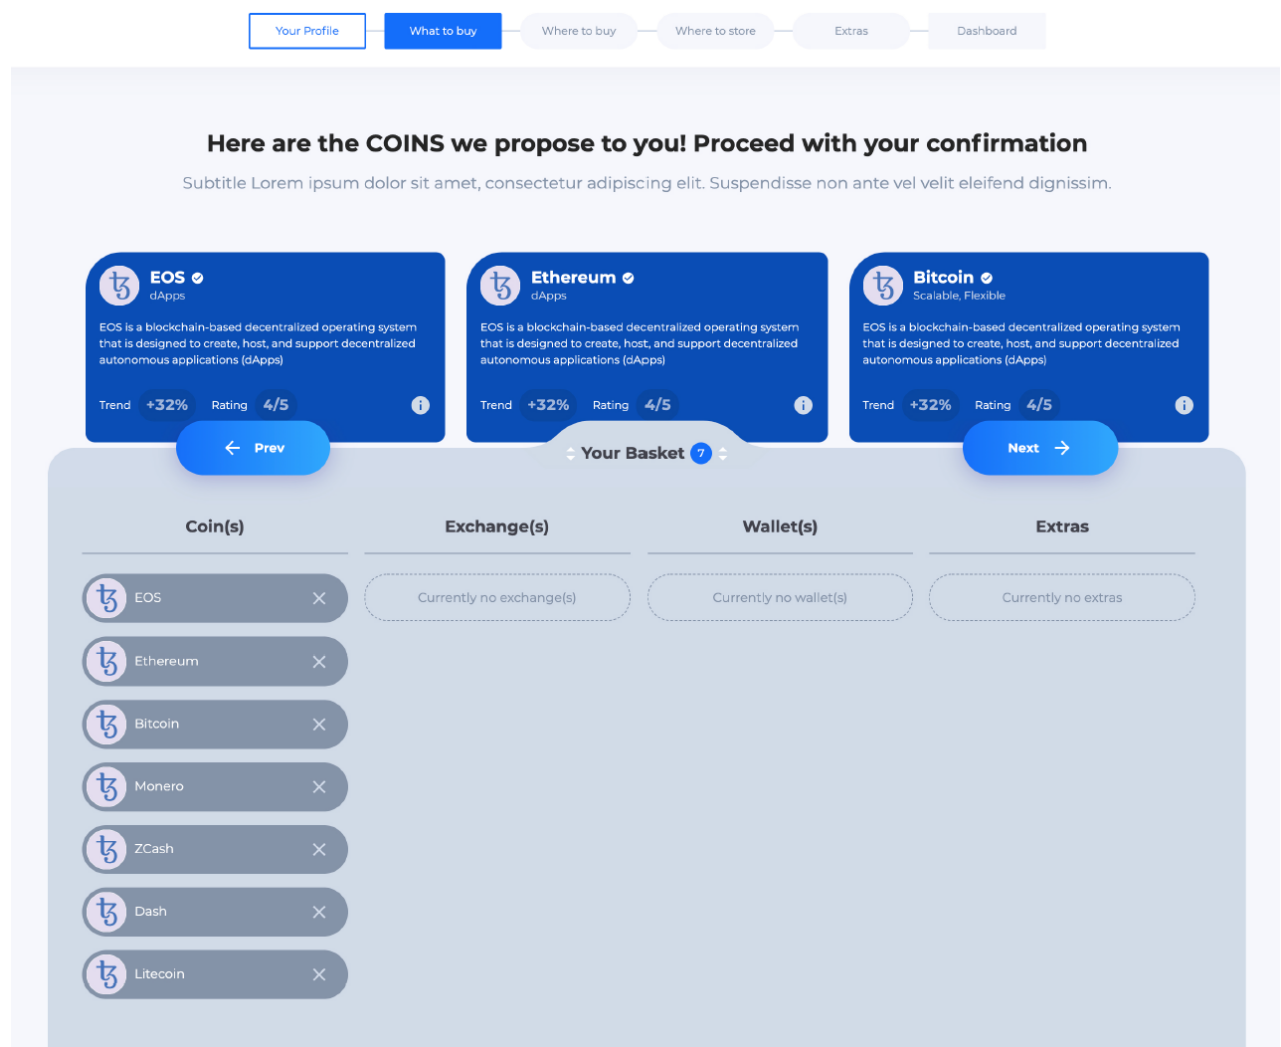 Your Profile
What to buy
Where to buy
Where to store
Extras
Dashboard
Here are the COINS we propose to you! Proceed with your confirmation
Subtitle Lorem ipsum dolor sit amet, consectetur adipiscing elit. Suspendisse non ante vel velit eleifend dignissim.
EOS
dApps
EOS is a blockchain-based decentralized operating system
that is designed to create, host, and support decentralized
autonomous applications (dApps)
Trend +32% Rating 4/5
Ethereum
dApps
EOS is a blockchain-based decentralized operating system
that is designed to create, host, and support decentralized
autonomous applications (dApps)
Trend +32% Rating 4/5
Bitcoin
Scalable, Flexible
EOS is a blockchain-based decentralized operating system
that is designed to create, host, and support decentralized
autonomous applications (dApps)
Trend +32% Rating 4/5
Prev
Your Basket 7
Next
Coin(s)
Exchange(s)
Wallet(s)
Extras
EOS
Currently no exchange(s)
Currently no wallet(s)
Currently no extras
Ethereum
Bitcoin
Monero
ZCash
Dash
Litecoin